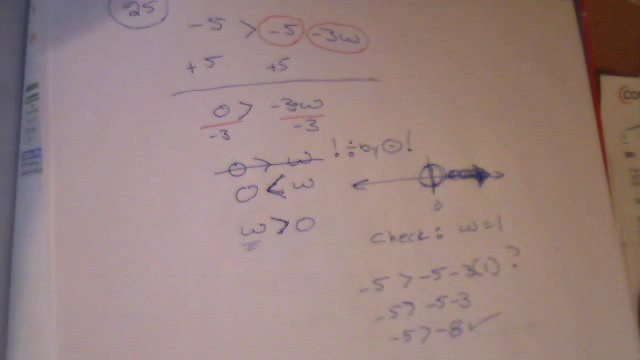 25
-5 > -5 -3w
+5 +5
0 > -3w
-3 -3
0 > w ! ÷ by - !
0 < w
0
w > 0
check: w = 1
-5 > -5 - 3(1) ?
-5 > -5 - 3
-5 > -8 ✓